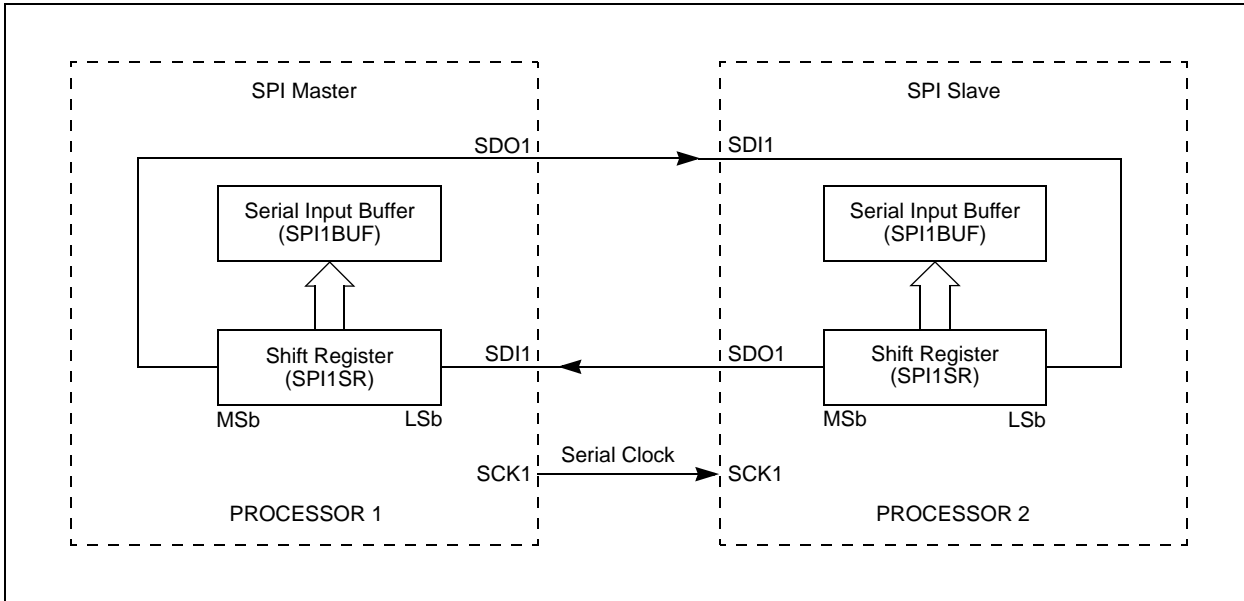 SPI Master
SPI Slave
SDO1
SDI1
Serial Input Buffer
(SPI1BUF)
Serial Input Buffer
(SPI1BUF)
Shift Register
(SPI1SR)
SDI1
SDO1
Shift Register
(SPI1SR)
MSb
LSb
MSb
LSb
Serial Clock
SCK1
SCK1
PROCESSOR 1
PROCESSOR 2